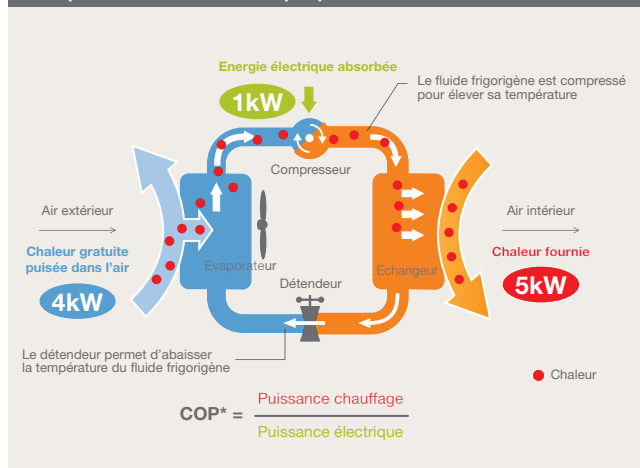 Energie électrique absorbée
1kW
Le fluide frigorigène est compressé
pour élever sa température
Compresseur
Air extérieur
Chaleur gratuite
puisée dans l'air
4kW
Evaporateur
Détendeur
Echangeur
Air intérieur
Chaleur fournie
5kW
Le détendeur permet d'abaisser
la température du fluide frigorigène
Chaleur
COP* =
Puissance chauffage
Puissance électrique